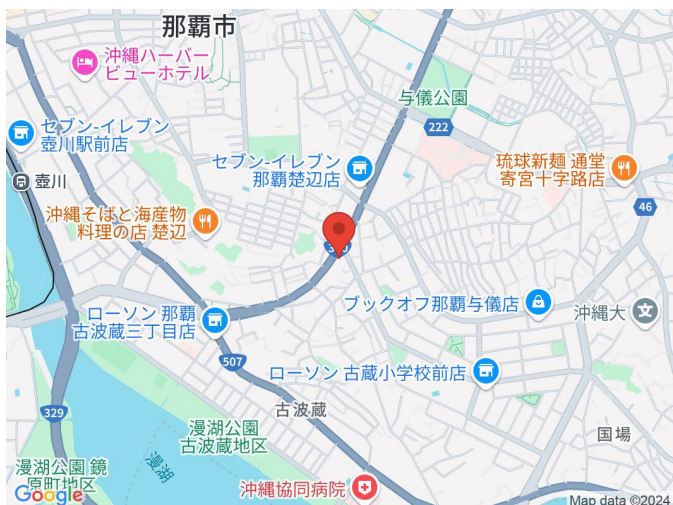 那覇市
沖縄ハーバー
ビューホテル
与儀公園
セブン-イレブン
壺川駅前店
222
セブン-イレブン
那覇楚辺店
琉球新麺 通堂
寄宮十字路店
壺川
沖縄そばと海産物
料理の店 楚辺
46
ブックオフ那覇与儀店
沖縄大
ローソン 那覇
古波蔵三丁目店
507
ローソン 古蔵小学校前店
329
古波蔵
漫湖公園
古波蔵地区
国場
漫湖公園 鏡
原町地区
漫湖
沖縄協同病院
Google
Map data ©2024